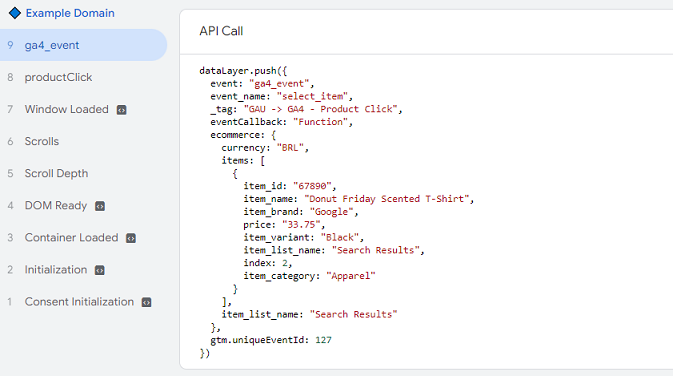 Example Domain
9 ga4_event
8 productClick
7 Window Loaded
6 Scrolls
5 Scroll Depth
4 DOM Ready
3 Container Loaded
2 Initialization
1 Consent Initialization
API Call
dataLayer.push({
  event: "ga4_event",
  event_name: "select_item",
  _tag: "GAU -> GA4 - Product Click",
  eventCallback: "Function",
  ecommerce: {
    currency: "BRL",
    items: [
      {
        item_id: "67890",
        item_name: "Donut Friday Scented T-Shirt",
        item_brand: "Google",
        price: "33.75",
        item_variant: "Black",
        item_list_name: "Search Results",
        index: 2,
        item_category: "Apparel"
      }
    ],
    item_list_name: "Search Results"
  },
  gtm.uniqueEventId: 127
})